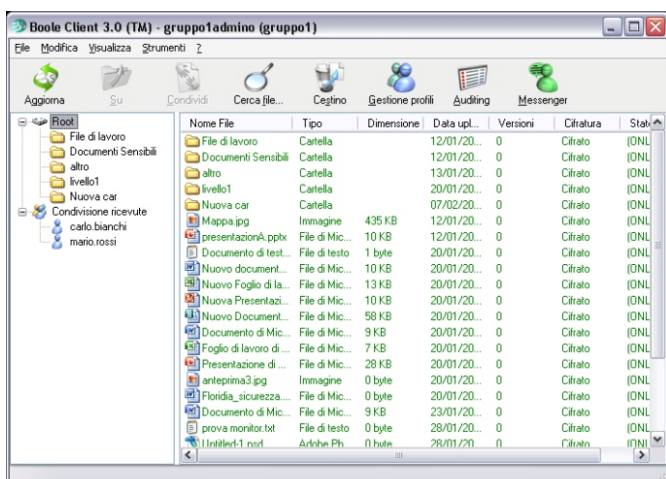 Boole Client 3.0 (TM) - gruppo1admino (gruppo1)
File Modifica Visualizza Strumenti ?
Aggiorna Su Condividi Cerca file... Cestino Gestione profili Auditing Messenger
Root
File di lavoro
Documenti Sensibili
altro
livello1
Nuova car
Condivisione ricevute
carlo.bianchi
mario.rossi
Nome File Tipo Dimensione Data upl... Versioni Cifratura Stat
File di lavoro Cartella 12/01/20... 0 Cifrato (ONL
Documenti Sensibili Cartella 12/01/20... 0 Cifrato (ONL
altro Cartella 13/01/20... 0 Cifrato (ONL
livello1 Cartella 20/01/20... 0 Cifrato (ONL
Nuova car Cartella 07/02/20... 0 Cifrato (ONL
Mappa.jpg Immagine 435 KB 12/01/20... 0 Cifrato (ONL
presentazionA.pptx File di Mic... 10 KB 12/01/20... 0 Cifrato (ONL
Documento di test... File di testo 1 byte 20/01/20... 0 Cifrato (ONL
Nuovo document... File di Mic... 10 KB 20/01/20... 0 Cifrato (ONL
Nuovo Foglio di la... File di Mic... 13 KB 20/01/20... 0 Cifrato (ONL
Nuova Presentazi... File di Mic... 10 KB 20/01/20... 0 Cifrato (ONL
Nuovo Document... File di Mic... 58 KB 20/01/20... 0 Cifrato (ONL
Documento di Mic... File di Mic... 9 KB 20/01/20... 0 Cifrato (ONL
Foglio di lavoro di ... File di Mic... 7 KB 20/01/20... 0 Cifrato (ONL
Presentazione di ... File di Mic... 28 KB 20/01/20... 0 Cifrato (ONL
anteprima3.jpg Immagine 0 byte 20/01/20... 0 Cifrato (ONL
Floridia_sicurezza.... File di Mic... 0 byte 20/01/20... 0 Cifrato (ONL
Documento di Mic... File di Mic... 9 KB 23/01/20... 0 Cifrato (ONL
prova monitor.txt File di testo 0 byte 28/01/20... 0 Cifrato (ONL
Untitled-1.psd Adobe Ph... 0 byte 28/01/20... 0 Cifrato (ONL